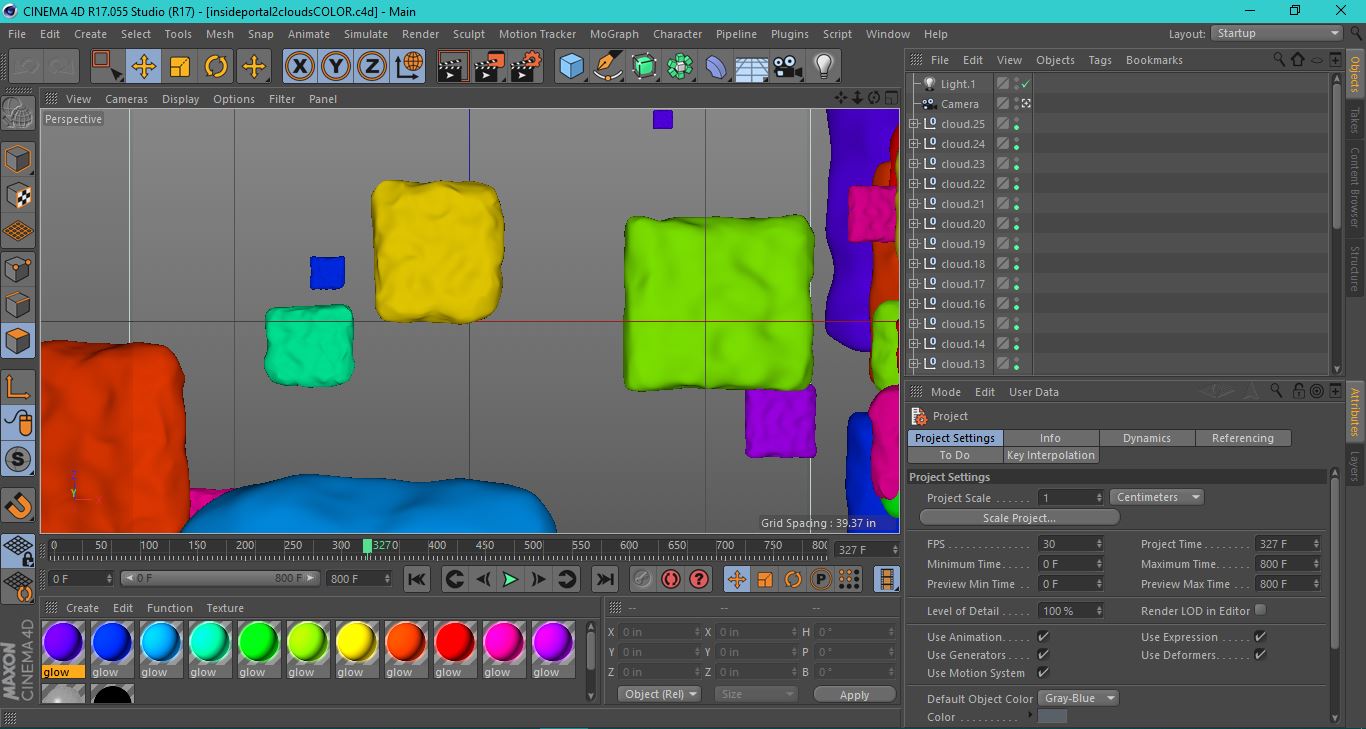 CINEMA 4D R17.055 Studio (R17) - [insideportal2cloudsCOLOR.c4d] - Main
File Edit Create Select Tools Mesh Snap Animate Simulate Render Sculpt Motion Tracker MoGraph Character Pipeline Plugins Script Window Help Layout: Startup
X Y Z
View Cameras Display Options Filter Panel
Perspective
Grid Spacing : 39.37 in
Y X
S
File Edit View Objects Tags Bookmarks
Light.1
Camera
cloud.25
cloud.24
cloud.23
cloud.22
cloud.21
cloud.20
cloud.19
cloud.18
cloud.17
cloud.16
cloud.15
cloud.14
cloud.13
Objects
Takes
Content Browser
Structure
Mode Edit User Data
Project
Project Settings Info Dynamics Referencing
To Do Key Interpolation
Project Settings
Project Scale ...... 1 Centimeters
Scale Project...
FPS 30 Project Time 327 F
Minimum Time 0 F Maximum Time 800 F
Preview Min Time 0 F Preview Max Time 800 F
Level of Detail 100 % Render LOD in Editor
Use Animation Use Expression
Use Generators Use Deformers
Use Motion System
Default Object Color Gray-Blue
Color
Attributes
Layers
0 50 100 150 200 250 300 3270 400 450 500 550 600 650 700 750 80( 327 F
0 F 0 F 800 F 800 F
P
Create Edit Function Texture
glow glow glow glow glow glow glow glow glow glow glow
-- -- --
X 0 in X 0 in H 0 °
Y 0 in Y 0 in P 0 °
Z 0 in Z 0 in B 0 °
Object (Rel) Size Apply
MAXON
CINEMA 4D